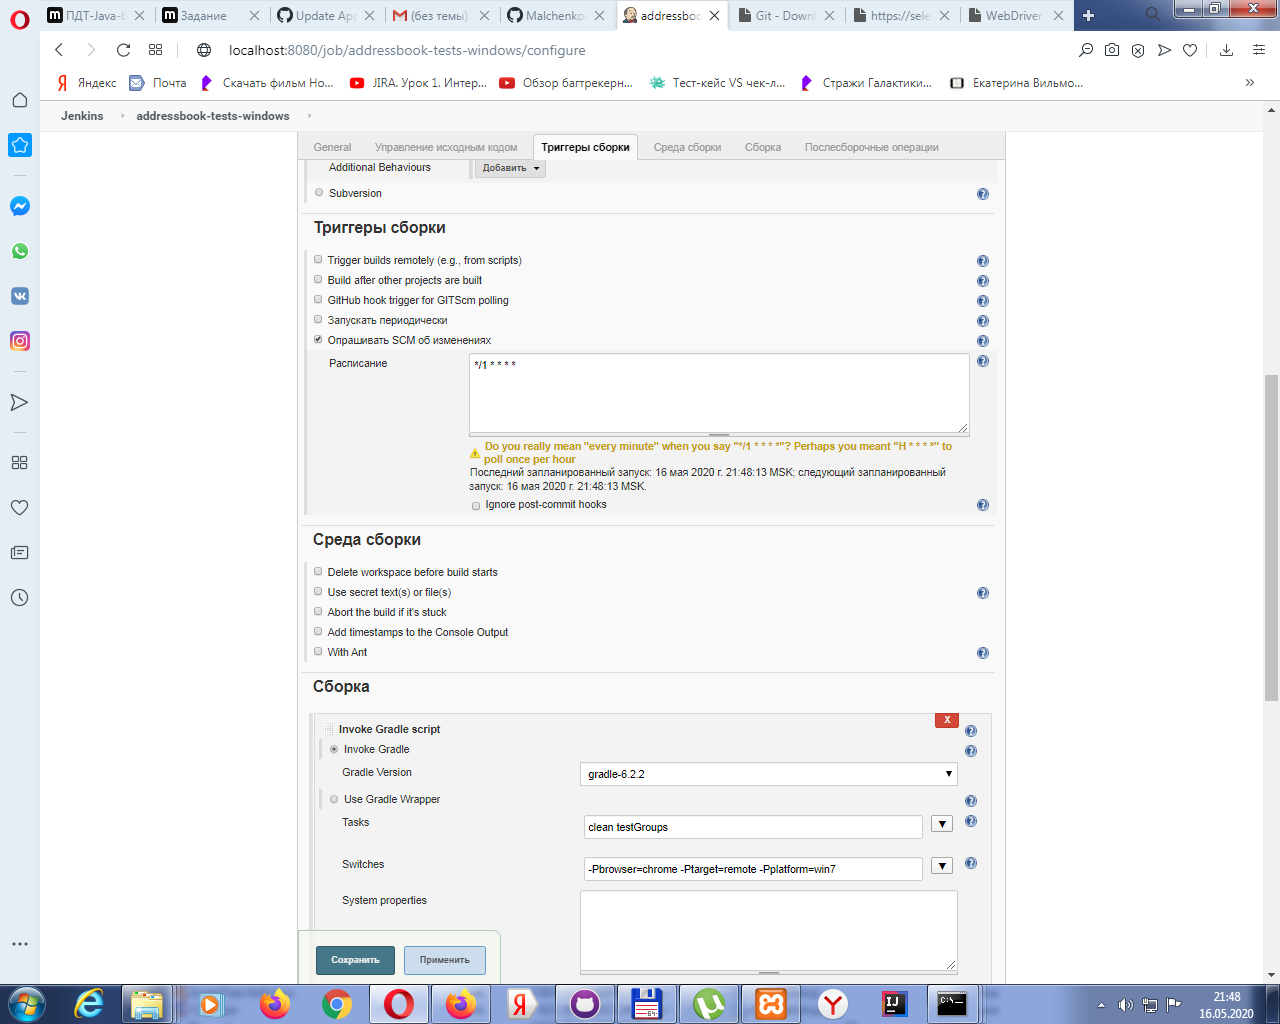 ПДТ-Java-b
Задание
Update App
(без темы)
Malchenko
addressboo
Git - Downl
https://sele
WebDriver
localhost:8080/job/addressbook-tests-windows/configure
Яндекс
Почта
Скачать фильм Но...
JIRA. Урок 1. Интер...
Обзор багтрекерн...
Тест-кейс VS чек-л...
Стражи Галактики...
Екатерина Вильмо...
»
Jenkins
addressbook-tests-windows
General
Управление исходным кодом
Триггеры сборки
Среда сборки
Сборка
Послесборочные операции
Additional Behaviours
Добавить
Subversion
Триггеры сборки
Trigger builds remotely (e.g., from scripts)
Build after other projects are built
GitHub hook trigger for GITScm polling
Запускать периодически
Опрашивать SCM об изменениях
Расписание
*/1 * * * *
Do you really mean "every minute" when you say "*/1 * * * *"? Perhaps you meant "H * * * *" to
poll once per hour
Последний запланированный запуск: 16 мая 2020 г. 21:48:13 MSK; следующий запланированный
запуск: 16 мая 2020 г. 21:48:13 MSK.
Ignore post-commit hooks
Среда сборки
Delete workspace before build starts
Use secret text(s) or file(s)
Abort the build if it's stuck
Add timestamps to the Console Output
With Ant
Сборка
X
Invoke Gradle script
Invoke Gradle
Gradle Version
gradle-6.2.2
Use Gradle Wrapper
Tasks
clean testGroups
Switches
-Pbrowser=chrome -Ptarget=remote -Pplatform=win7
System properties
Сохранить
Применить
21:48
16.05.2020